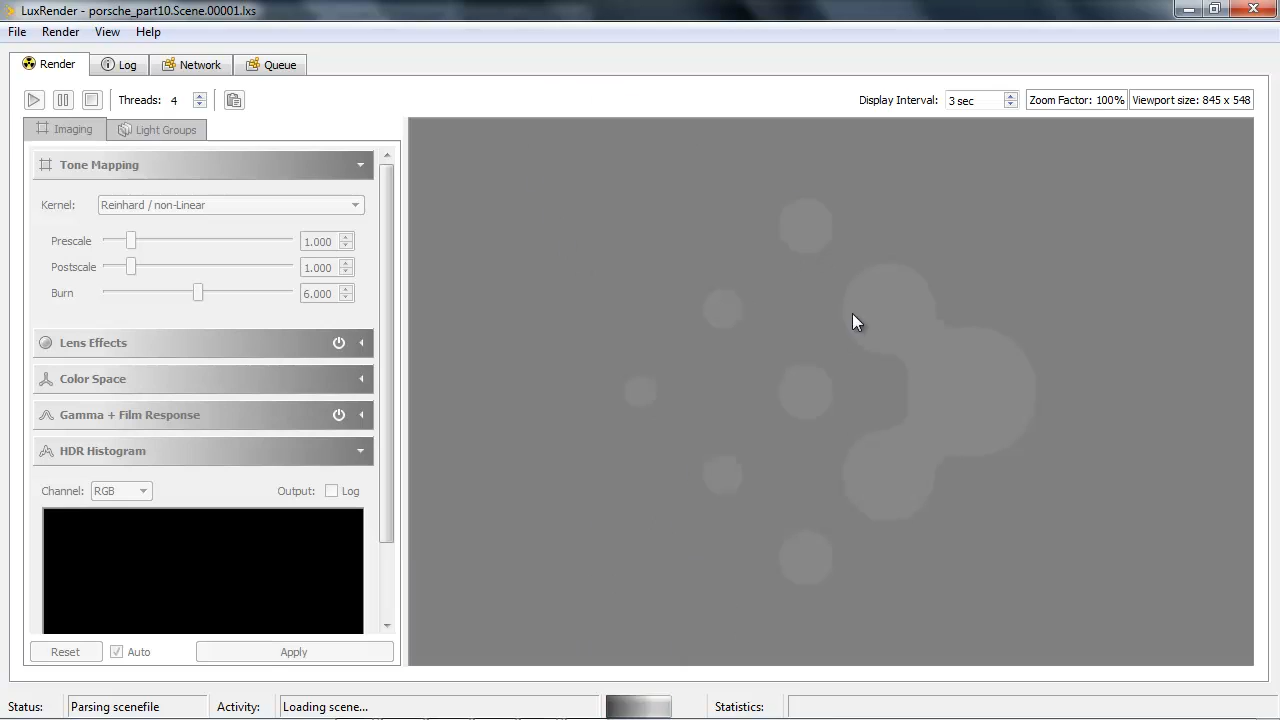 LuxRender - porsche_part10.Scene.00001.lxs
File Render View Help
Render Log Network Queue
Threads: 4 Display Interval: 3 sec Zoom Factor: 100% Viewport size: 845 x 548
Imaging Light Groups
Tone Mapping
Kernel: Reinhard / non-Linear
Prescale 1.000
Postscale 1.000
Burn 6.000
Lens Effects
Color Space
Gamma + Film Response
HDR Histogram
Channel: RGB Output: Log
Reset Auto Apply
Status: Parsing scenefile Activity: Loading scene... Statistics: